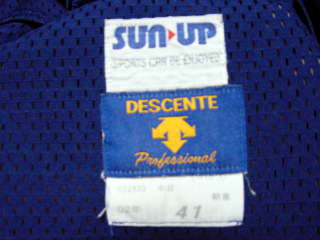 SUN UP
SPORTS CAN BE ENJOYED
DESCENTE
Professional
41